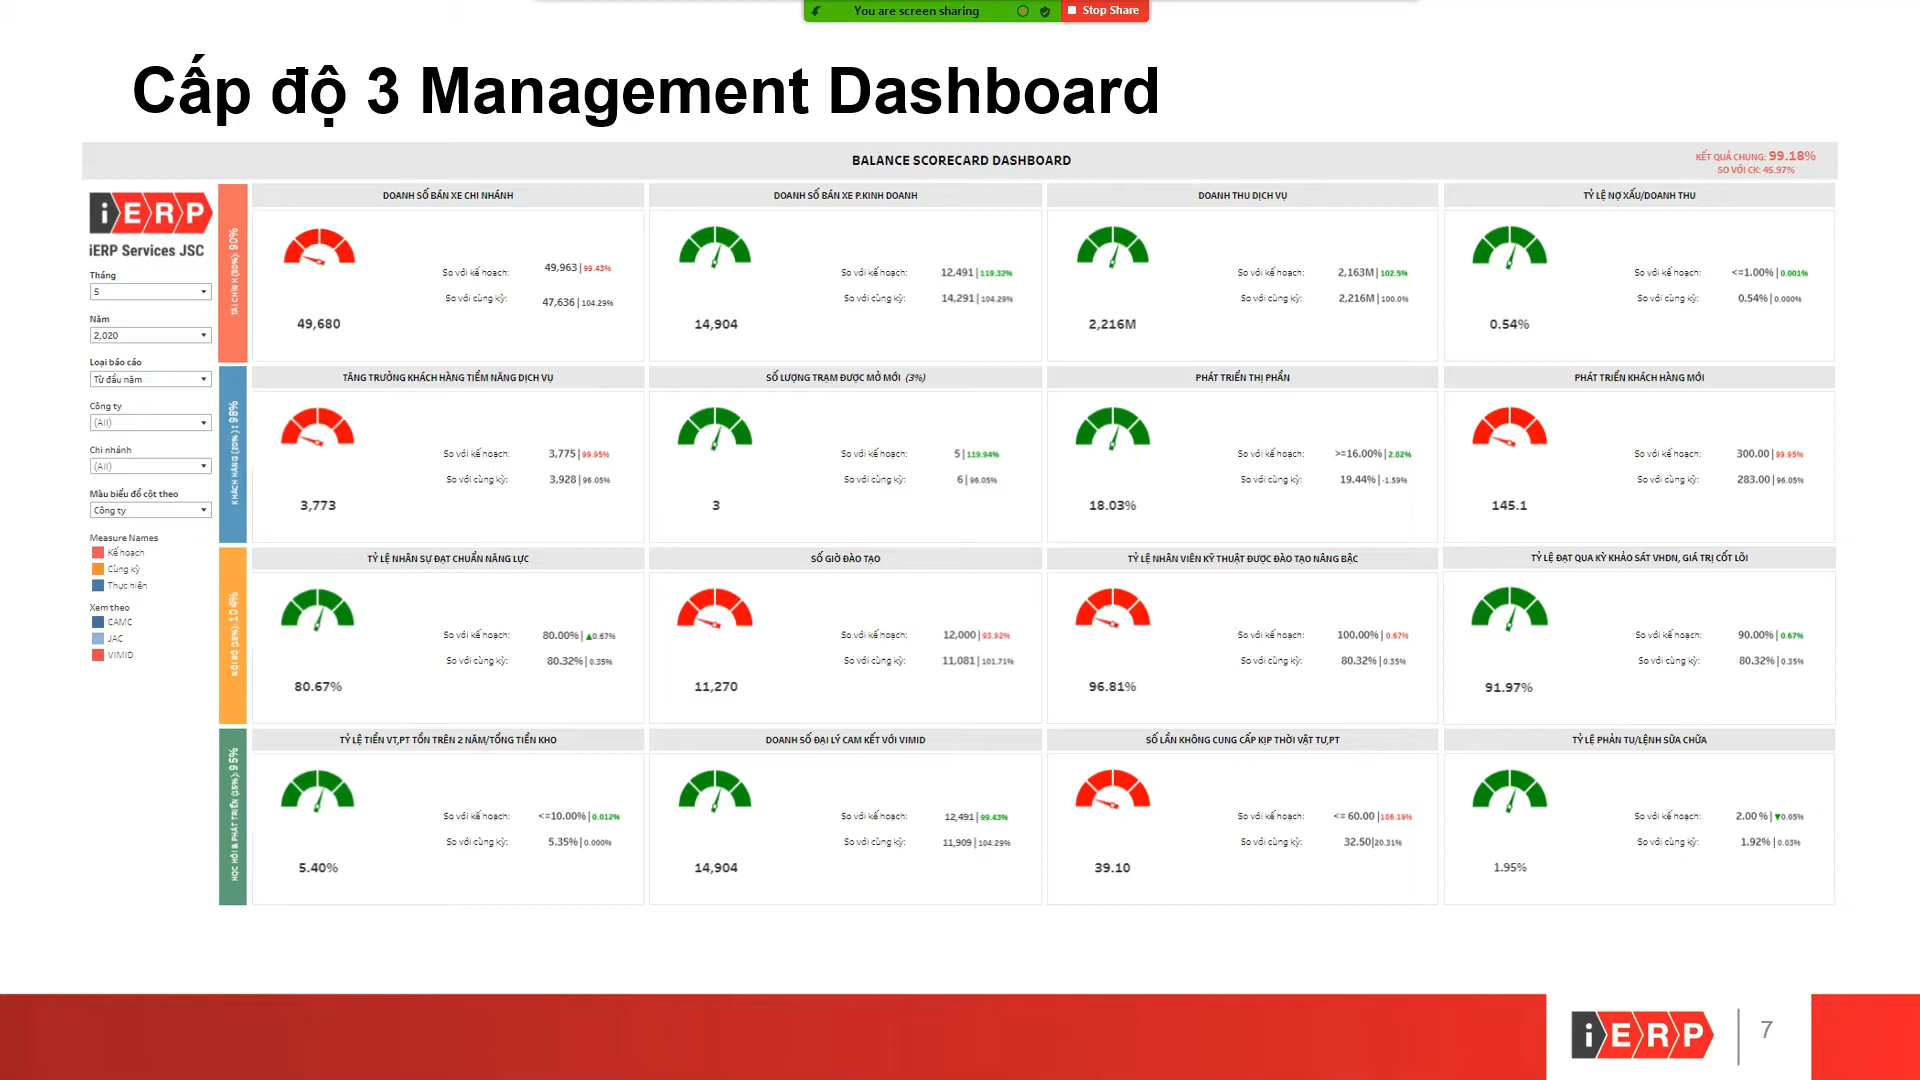 You are screen sharing
Stop Share
Cấp độ 3 Management Dashboard
BALANCE SCORECARD DASHBOARD
KẾT QUẢ CHUNG: 99.18%
SO VỚI CK: 45.97%
iERP
iERP Services JSC
Tháng
5
Năm
2,020
Loại báo cáo
Từ đầu năm
Công ty
(All)
Chi nhánh
(All)
Màu biểu đồ cột theo
Công ty
Measure Names
Kế hoạch
Cùng kỳ
Thực hiện
Xem theo
CAMC
JAC
VIMID
TÀI CHÍNH (50%): 90%
DOANH SỐ BÁN XE CHI NHÁNH
So với kế hoạch: 49,963 | 99.43%
So với cùng kỳ: 47,636 | 104.29%
49,680
DOANH SỐ BÁN XE P.KINH DOANH
So với kế hoạch: 12,491 | 119.32%
So với cùng kỳ: 14,291 | 104.29%
14,904
DOANH THU DỊCH VỤ
So với kế hoạch: 2,163M | 102.5%
So với cùng kỳ: 2,216M | 100.0%
2,216M
TỶ LỆ NỢ XẤU/DOANH THU
So với kế hoạch: <=1.00% | 0.001%
So với cùng kỳ: 0.54% | 0.000%
0.54%
KHÁCH HÀNG (20%): 98%
TĂNG TRƯỞNG KHÁCH HÀNG TIỀM NĂNG DỊCH VỤ
So với kế hoạch: 3,775 | 99.95%
So với cùng kỳ: 3,928 | 96.05%
3,773
SỐ LƯỢNG TRẠM ĐƯỢC MỞ MỚI (3%)
So với kế hoạch: 5 | 119.94%
So với cùng kỳ: 6 | 96.05%
3
PHÁT TRIỂN THỊ PHẦN
So với kế hoạch: >=16.00% | 2.82%
So với cùng kỳ: 19.44% | -1.59%
18.03%
PHÁT TRIỂN KHÁCH HÀNG MỚI
So với kế hoạch: 300.00 | 99.95%
So với cùng kỳ: 283.00 | 96.05%
145.1
NỘI BỘ (15%): 104%
TỶ LỆ NHÂN SỰ ĐẠT CHUẨN NĂNG LỰC
So với kế hoạch: 80.00% | ▲0.67%
So với cùng kỳ: 80.32% | 0.35%
80.67%
SỐ GIỜ ĐÀO TẠO
So với kế hoạch: 12,000 | 93.92%
So với cùng kỳ: 11,081 | 101.71%
11,270
TỶ LỆ NHÂN VIÊN KỸ THUẬT ĐƯỢC ĐÀO TẠO NÂNG BẬC
So với kế hoạch: 100.00% | 0.67%
So với cùng kỳ: 80.32% | 0.35%
96.81%
TỶ LỆ ĐẠT QUA KỲ KHẢO SÁT VHDN, GIÁ TRỊ CỐT LÕI
So với kế hoạch: 90.00% | 0.67%
So với cùng kỳ: 80.32% | 0.35%
91.97%
HỌC HỎI & PHÁT TRIỂN (15%): 95%
TỶ LỆ TIỀN VT,PT TỒN TRÊN 2 NĂM/TỔNG TIỀN KHO
So với kế hoạch: <=10.00% | 0.012%
So với cùng kỳ: 5.35% | 0.000%
5.40%
DOANH SỐ ĐẠI LÝ CAM KẾT VỚI VIMID
So với kế hoạch: 12,491 | 99.43%
So với cùng kỳ: 11,909 | 104.29%
14,904
SỐ LẦN KHÔNG CUNG CẤP KỊP THỜI VẬT TƯ,PT
So với kế hoạch: <= 60.00 |186.19%
So với cùng kỳ: 32.50|20.31%
39.10
TỶ LỆ PHẢN TU/LỆNH SỬA CHỮA
So với kế hoạch: 2.00 % | ▼0.05%
So với cùng kỳ: 1.92% | 0.03%
1.95%
iERP
7